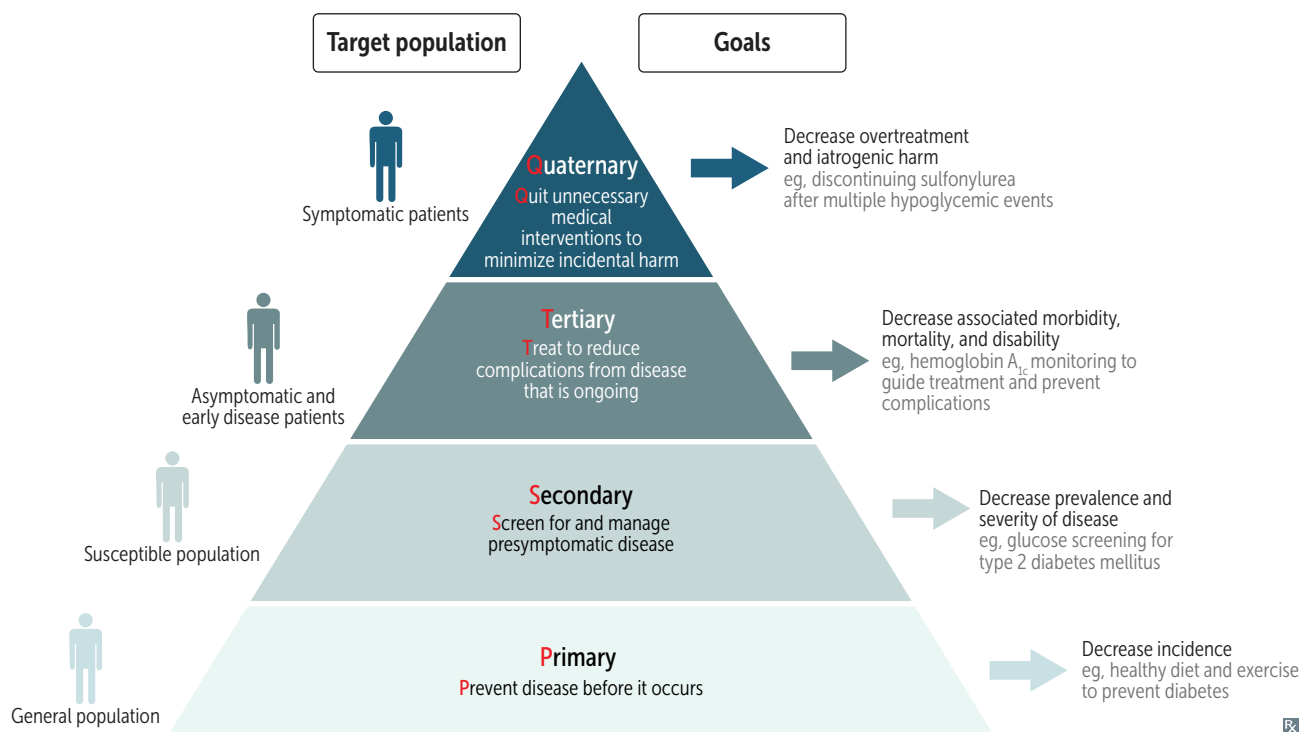 Target population
Goals
Symptomatic patients
Quaternary
Quit unnecessary
medical
interventions to
minimize incidental harm
Decrease overtreatment
and iatrogenic harm
eg, discontinuing sulfonylurea
after multiple hypoglycemic events
Asymptomatic and
early disease patients
Tertiary
Treat to reduce
complications from disease
that is ongoing
Decrease associated morbidity,
mortality, and disability
eg, hemoglobin A1c monitoring to
guide treatment and prevent
complications
Susceptible population
Secondary
Screen for and manage
presymptomatic disease
Decrease prevalence and
severity of disease
eg, glucose screening for
type 2 diabetes mellitus
General population
Primary
Prevent disease before it occurs
Decrease incidence
eg, healthy diet and exercise
to prevent diabetes
Rx